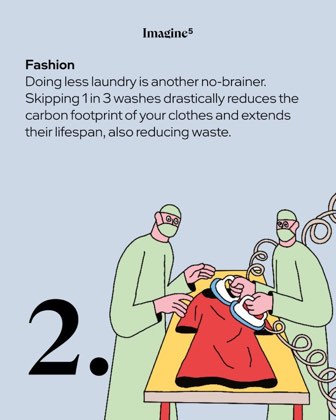 Imagine⁵
Fashion
Doing less laundry is another no-brainer.
Skipping 1 in 3 washes drastically reduces the
carbon footprint of your clothes and extends
their lifespan, also reducing waste.
2.